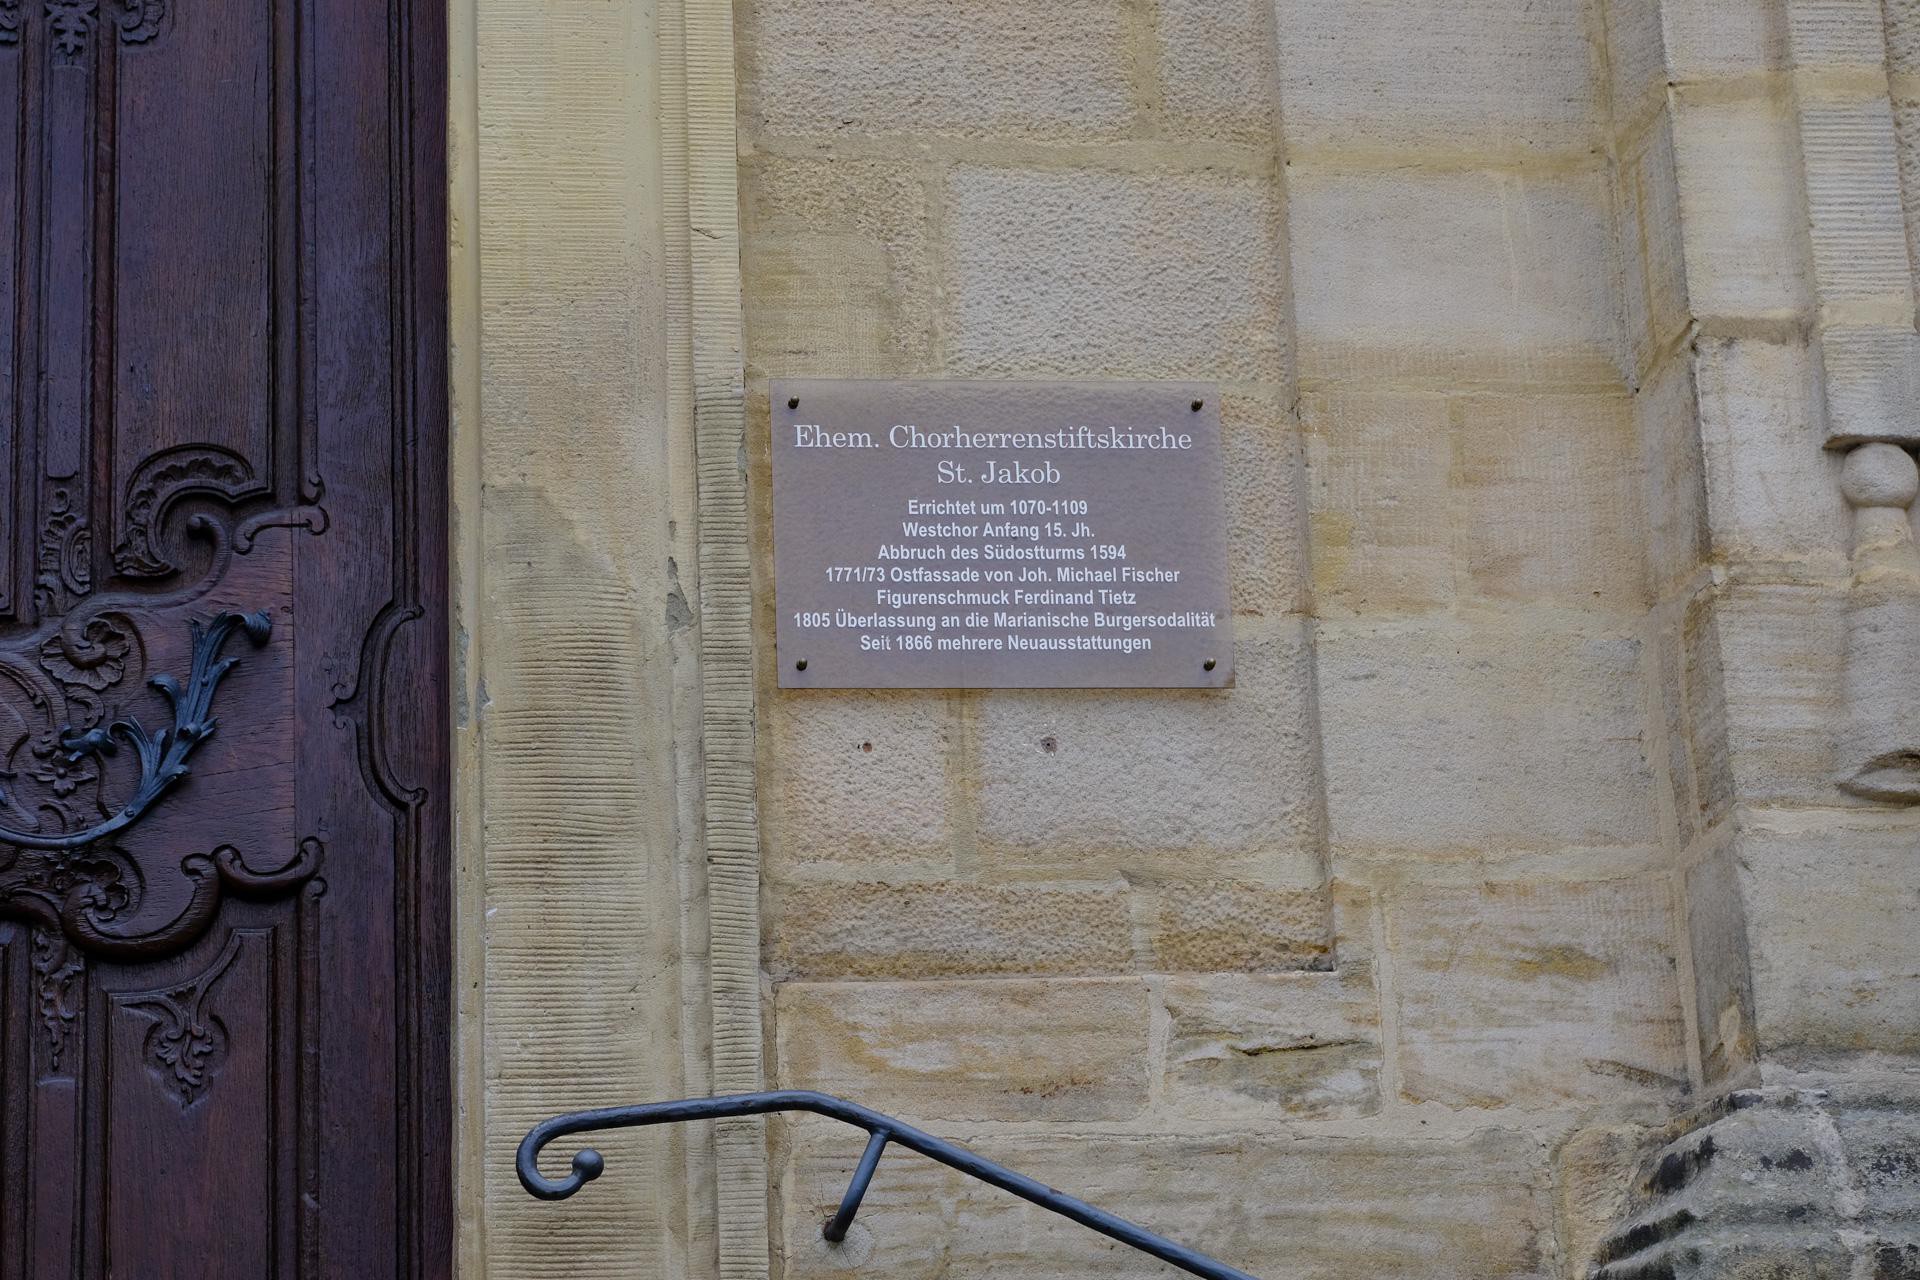 Ehem. Chorherrenstiftskirche
St. Jakob
Errichtet um 1070-1109
Westchor Anfang 15. Jh.
Abbruch des Südostturms 1594
1771/73 Ostfassade von Joh. Michael Fischer
Figurenschmuck Ferdinand Tietz
1805 Überlassung an die Marianische Burgersodalität
Seit 1866 mehrere Neuausstattungen